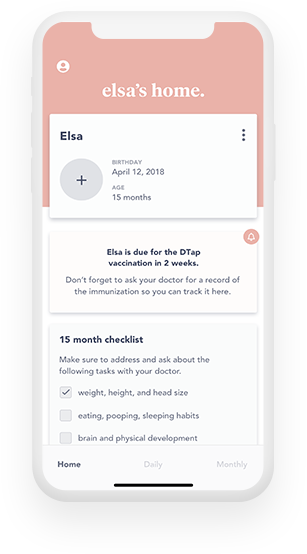 elsa's home.
Elsa
BIRTHDAY
April 12, 2018
AGE
15 months
Elsa is due for the DTap
vaccination in 2 weeks.
Don't forget to ask your doctor for a record of
the immunization so you can track it here.
15 month checklist
Make sure to address and ask about the
following tasks with your doctor.
weight, height, and head size
eating, pooping, sleeping habits
brain and physical development
Home Daily Monthly